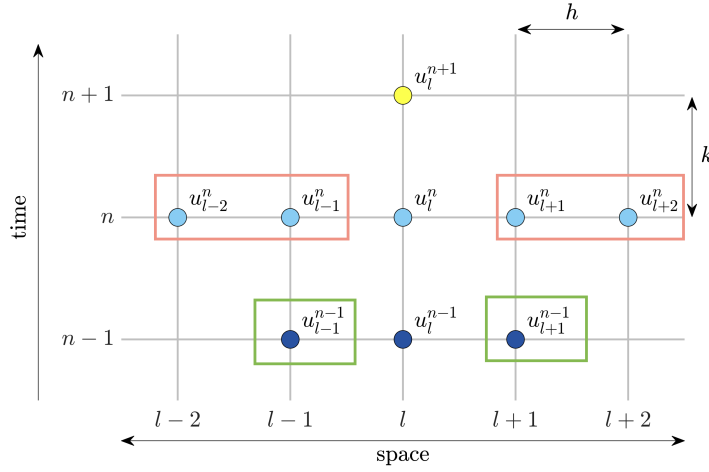 h
u_l^{n+1}
n + 1
k
u_{l-2}^n u_{l-1}^n u_l^n u_{l+1}^n u_{l+2}^n
n
time
u_{l-1}^{n-1} u_l^{n-1} u_{l+1}^{n-1}
n − 1
l − 2 l − 1 l l + 1 l + 2
space